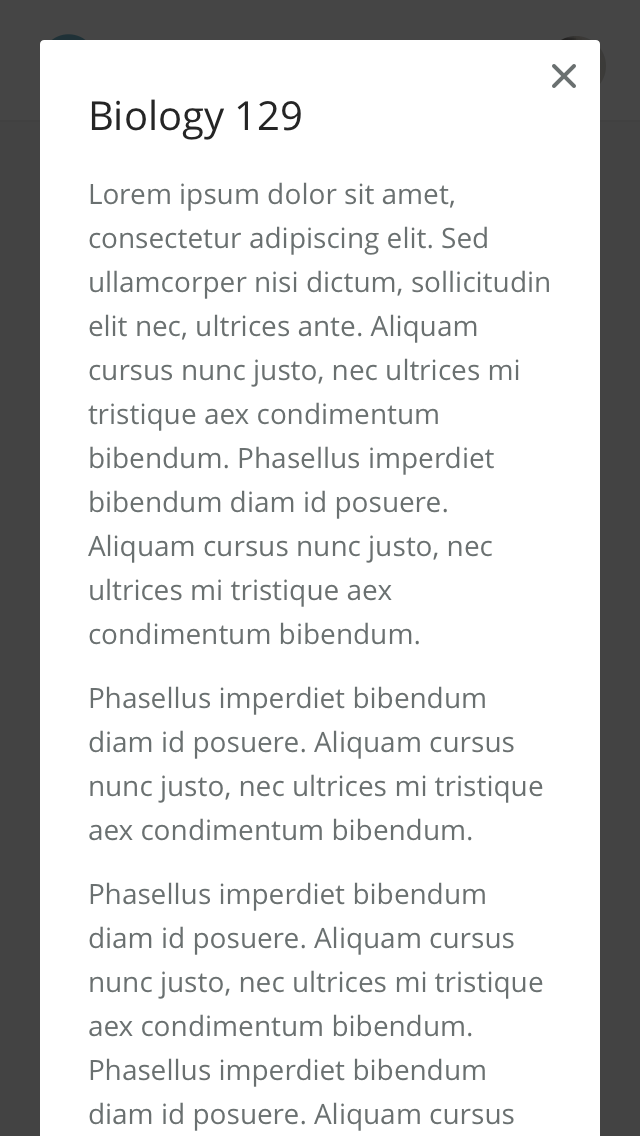 Biology 129
Lorem ipsum dolor sit amet,
consectetur adipiscing elit. Sed
ullamcorper nisi dictum, sollicitudin
elit nec, ultrices ante. Aliquam
cursus nunc justo, nec ultrices mi
tristique aex condimentum
bibendum. Phasellus imperdiet
bibendum diam id posuere.
Aliquam cursus nunc justo, nec
ultrices mi tristique aex
condimentum bibendum.
Phasellus imperdiet bibendum
diam id posuere. Aliquam cursus
nunc justo, nec ultrices mi tristique
aex condimentum bibendum.
Phasellus imperdiet bibendum
diam id posuere. Aliquam cursus
nunc justo, nec ultrices mi tristique
aex condimentum bibendum.
Phasellus imperdiet bibendum
diam id posuere. Aliquam cursus